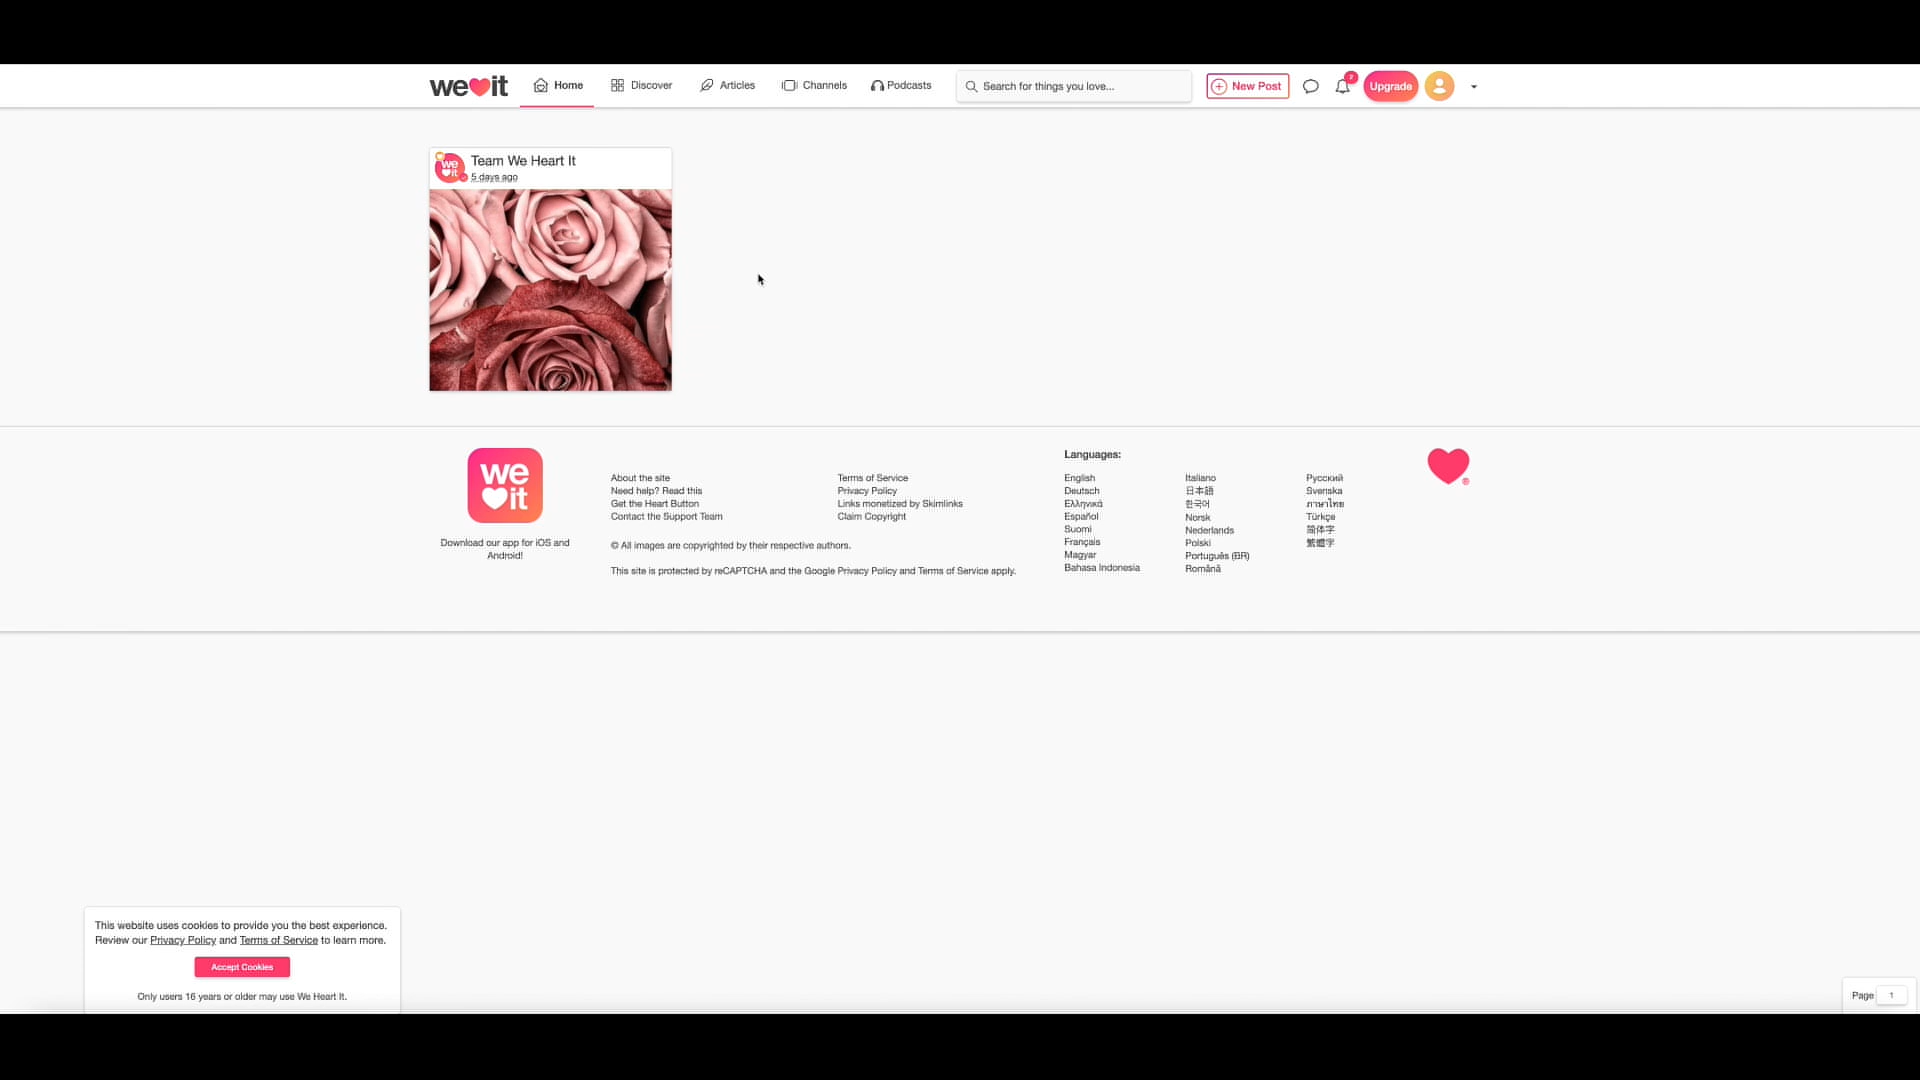 we it
Home
Discover
Articles
Channels
Podcasts
Search for things you love...
New Post
Upgrade
Team We Heart It
5 days ago
we
it
Download our app for iOS and
Android!
About the site
Need help? Read this
Get the Heart Button
Contact the Support Team
Terms of Service
Privacy Policy
Links monetized by Skimlinks
Claim Copyright
© All images are copyrighted by their respective authors.
This site is protected by reCAPTCHA and the Google Privacy Policy and Terms of Service apply.
Languages:
English
Deutsch
Ελληνικά
Español
Suomi
Français
Magyar
Bahasa Indonesia
Italiano
日本語
한국어
Norsk
Nederlands
Polski
Português (BR)
Română
Русский
Svenska
ภาษาไทย
Türkçe
简体字
繁體字
®
This website uses cookies to provide you the best experience.
Review our Privacy Policy and Terms of Service to learn more.
Accept Cookies
Only users 16 years or older may use We Heart It.
Page 1